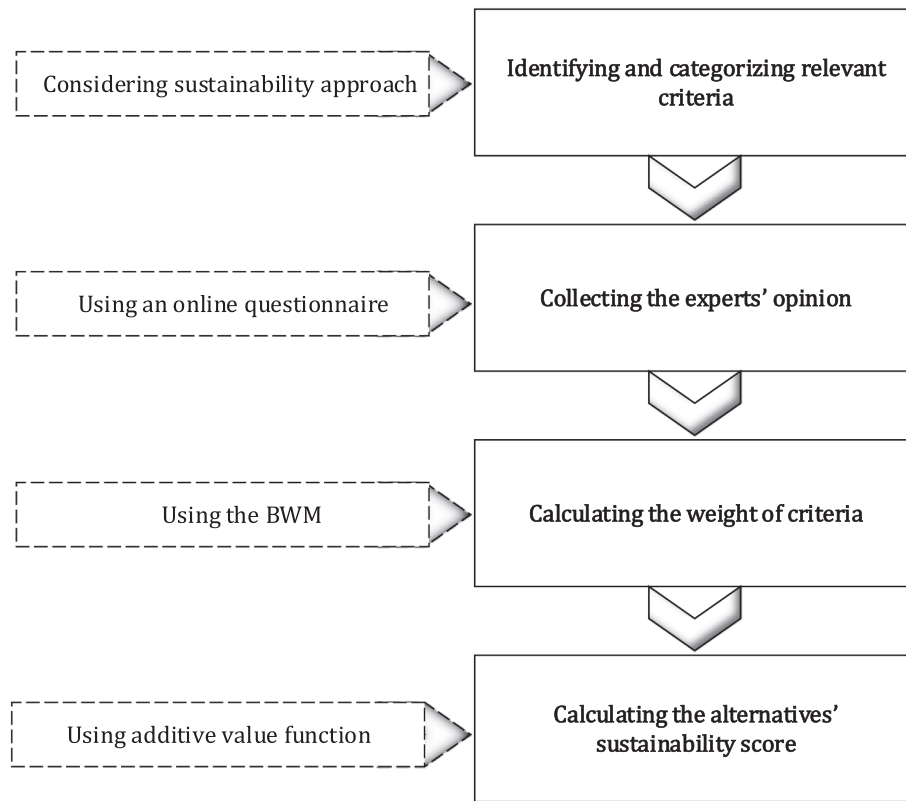 Considering sustainability approach
Identifying and categorizing relevant
criteria
Using an online questionnaire
Collecting the experts’ opinion
Using the BWM
Calculating the weight of criteria
Using additive value function
Calculating the alternatives’
sustainability score